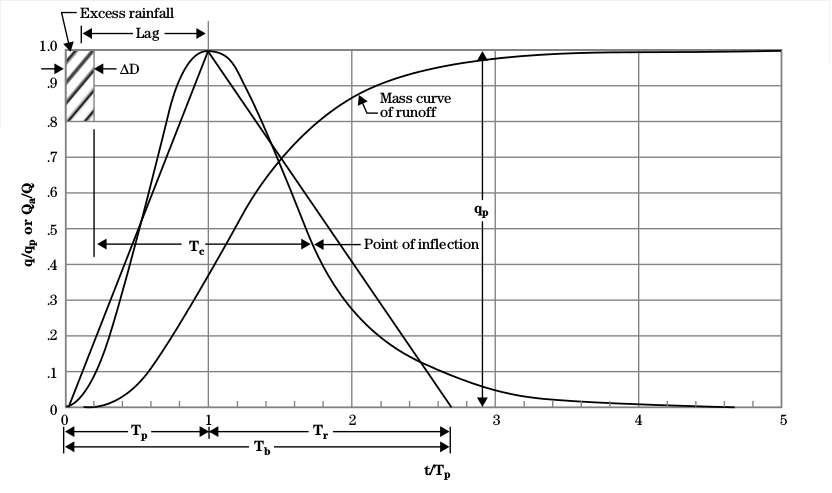 Excess rainfall
Lag
1.0
ΔD
.9
Mass curve
of runoff
.8
.7
.6
qp
.5
Tc
Point of inflection
.4
.3
.2
.1
0
q/qp or Qa/Q
0 1 2 3 4 5
Tp Tr
Tb
t/Tp